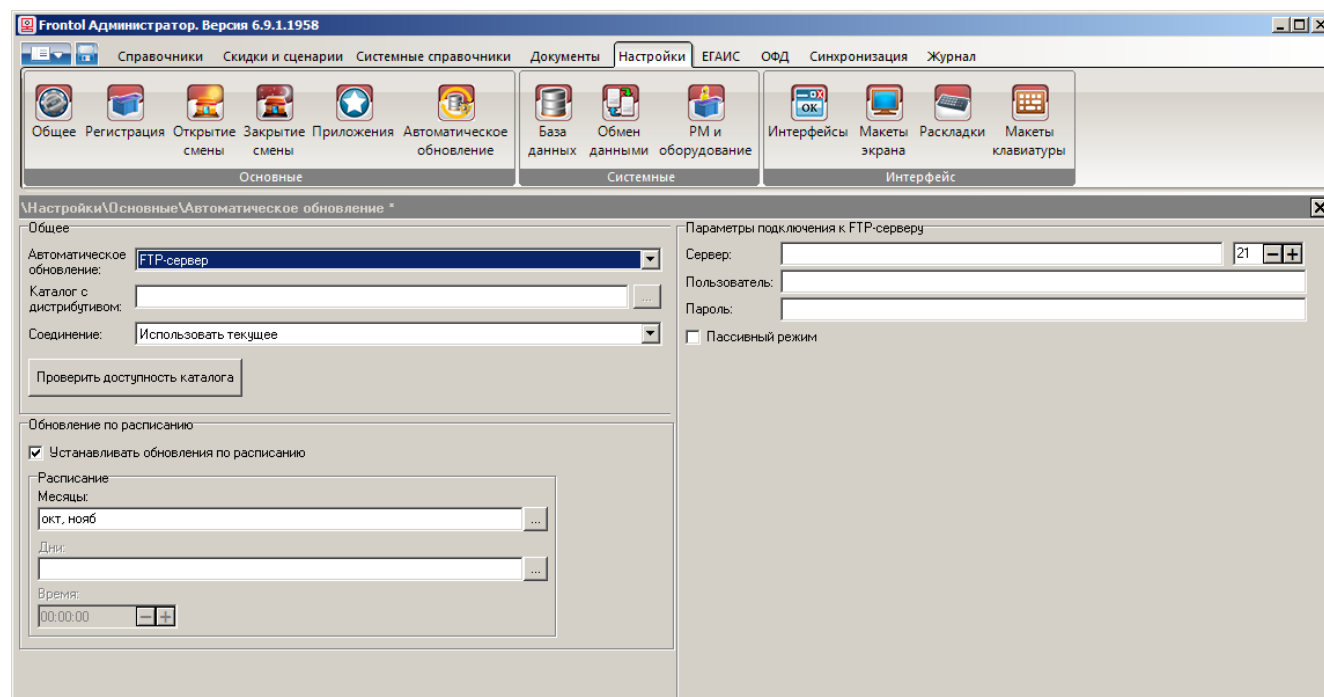 Frontol Администратор. Версия 6.9.1.1958
Справочники Скидки и сценарии Системные справочники Документы Настройки ЕГАИС ОФД Синхронизация Журнал
Общее Регистрация Открытие смены Закрытие смены Приложения Автоматическое обновление База данных Обмен данными РМ и оборудование Интерфейсы Макеты экрана Раскладки Макеты клавиатуры
OK
Основные Системные Интерфейс
\Настройки\Основные\Автоматическое обновление *
Общее
Автоматическое
обновление:
FTP-сервер
Каталог с
дистрибутивом:
...
Соединение: Использовать текущее
Проверить доступность каталога
Обновление по расписанию
Устанавливать обновления по расписанию
Расписание
Месяцы:
окт, нояб ...
Дни:
...
Время:
00:00:00
Параметры подключения к FTP-серверу
Сервер: 21
Пользователь:
Пароль:
Пассивный режим